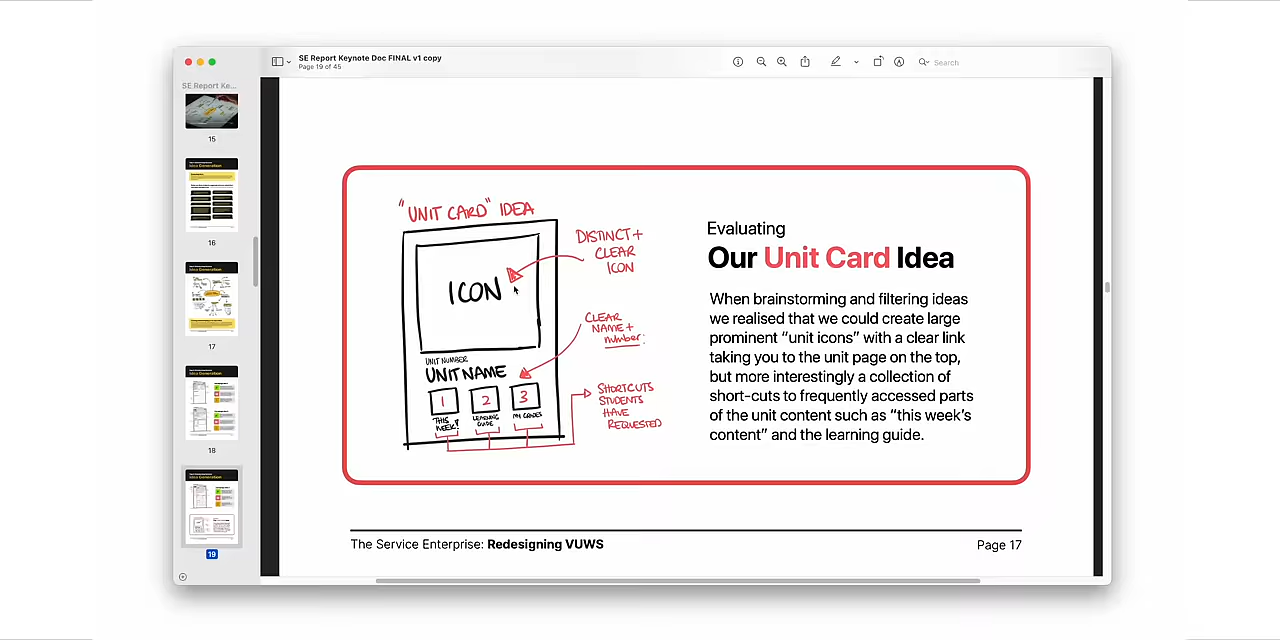 SE Report Keynote Doc FINAL v1 copy
Page 19 of 45
Search
SE Report Ke...
15
16
17
18
19
"UNIT CARD" IDEA
ICON
DISTINCT +
CLEAR
ICON
CLEAR
NAME +
number.
UNIT NUMBER
UNIT NAME
1 2 3
THIS
WEEK!
LEARNING
GUIDE
MY GRADES
SHORTCUTS
STUDENTS
HAVE
REQUESTED
Evaluating
Our Unit Card Idea
When brainstorming and filtering ideas
we realised that we could create large
prominent “unit icons” with a clear link
taking you to the unit page on the top,
but more interestingly a collection of
short-cuts to frequently accessed parts
of the unit content such as “this week’s
content” and the learning guide.
The Service Enterprise: Redesigning VUWS
Page 17